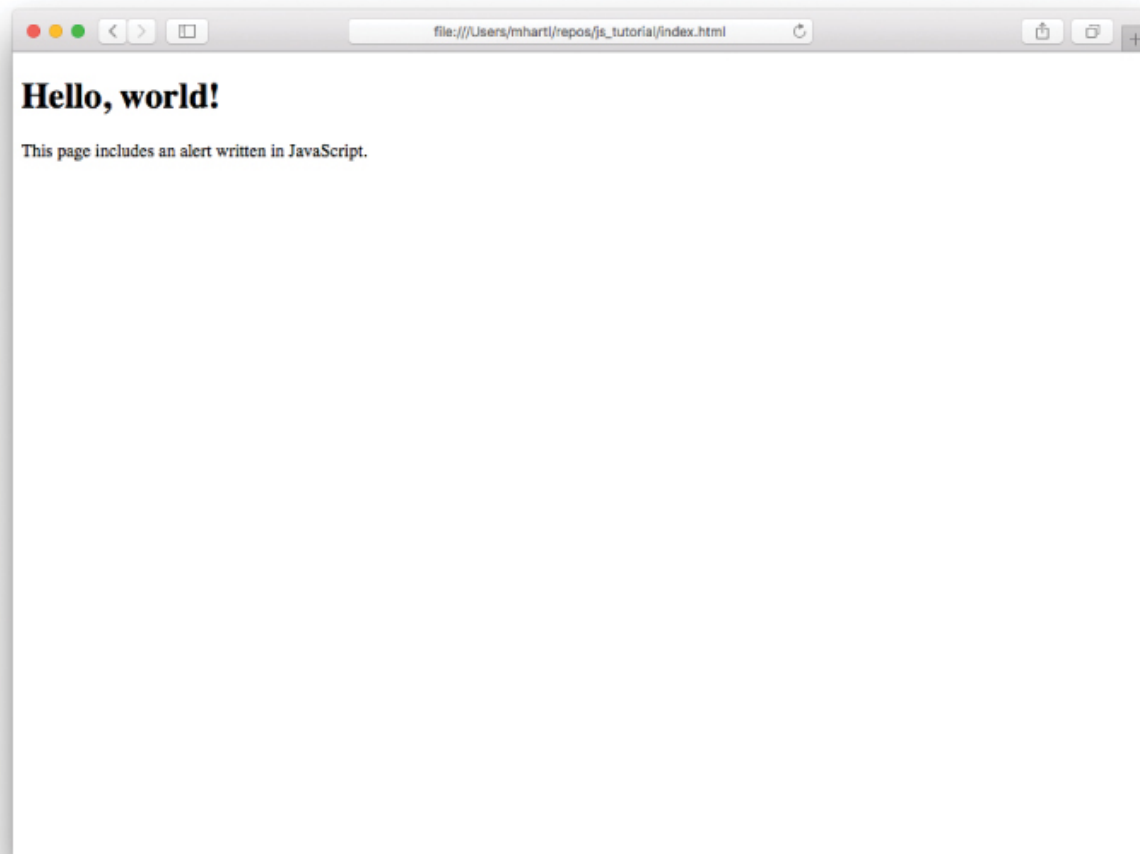 file:///Users/mhartl/repos/js_tutorial/index.html
Hello, world!
This page includes an alert written in JavaScript.